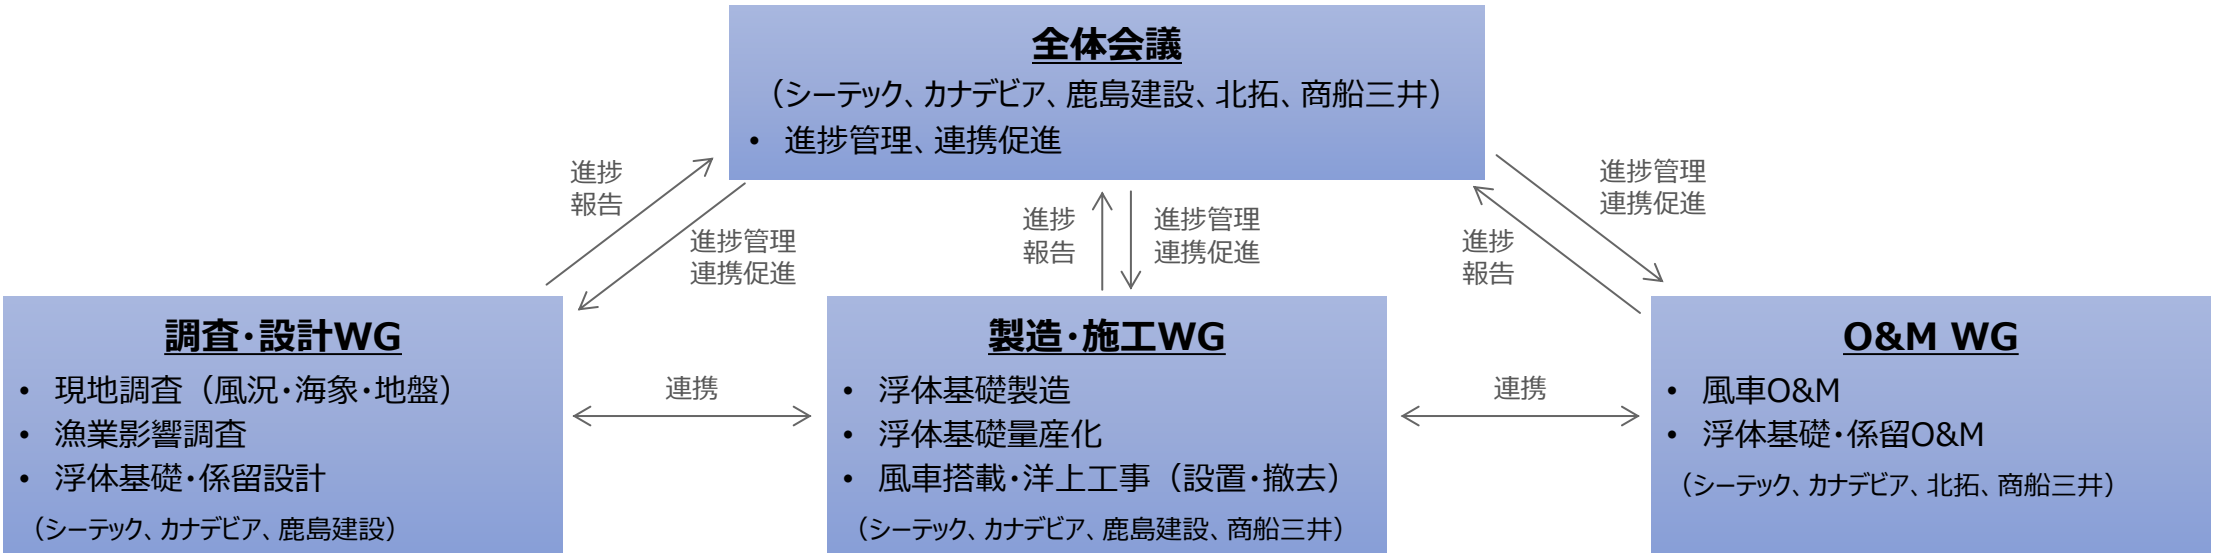 全体会議
（シーテック、カナデビア、鹿島建設、北拓、商船三井）
• 進捗管理、連携促進
進捗
報告
進捗管理
連携促進
進捗
報告
進捗管理
連携促進
進捗
報告
進捗管理
連携促進
調査・設計WG
• 現地調査（風況・海象・地盤）
• 漁業影響調査
• 浮体基礎・係留設計
（シーテック、カナデビア、鹿島建設）
連携
製造・施工WG
• 浮体基礎製造
• 浮体基礎量産化
• 風車搭載・洋上工事（設置・撤去）
（シーテック、カナデビア、鹿島建設、商船三井）
連携
O&M WG
• 風車O&M
• 浮体基礎・係留O&M
（シーテック、カナデビア、北拓、商船三井）